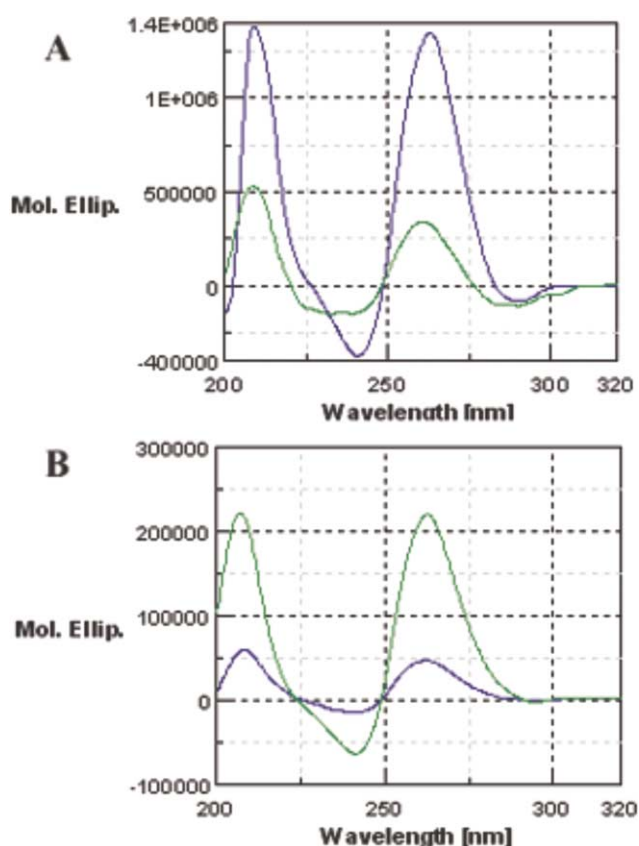 A
1.4E+006
1E+006
500000
Mol. Ellip.
0
-400000
200 250 300 320
Wavelength [nm]
B
300000
200000
100000
Mol. Ellip.
0
-100000
200 250 300 320
Wavelength [nm]